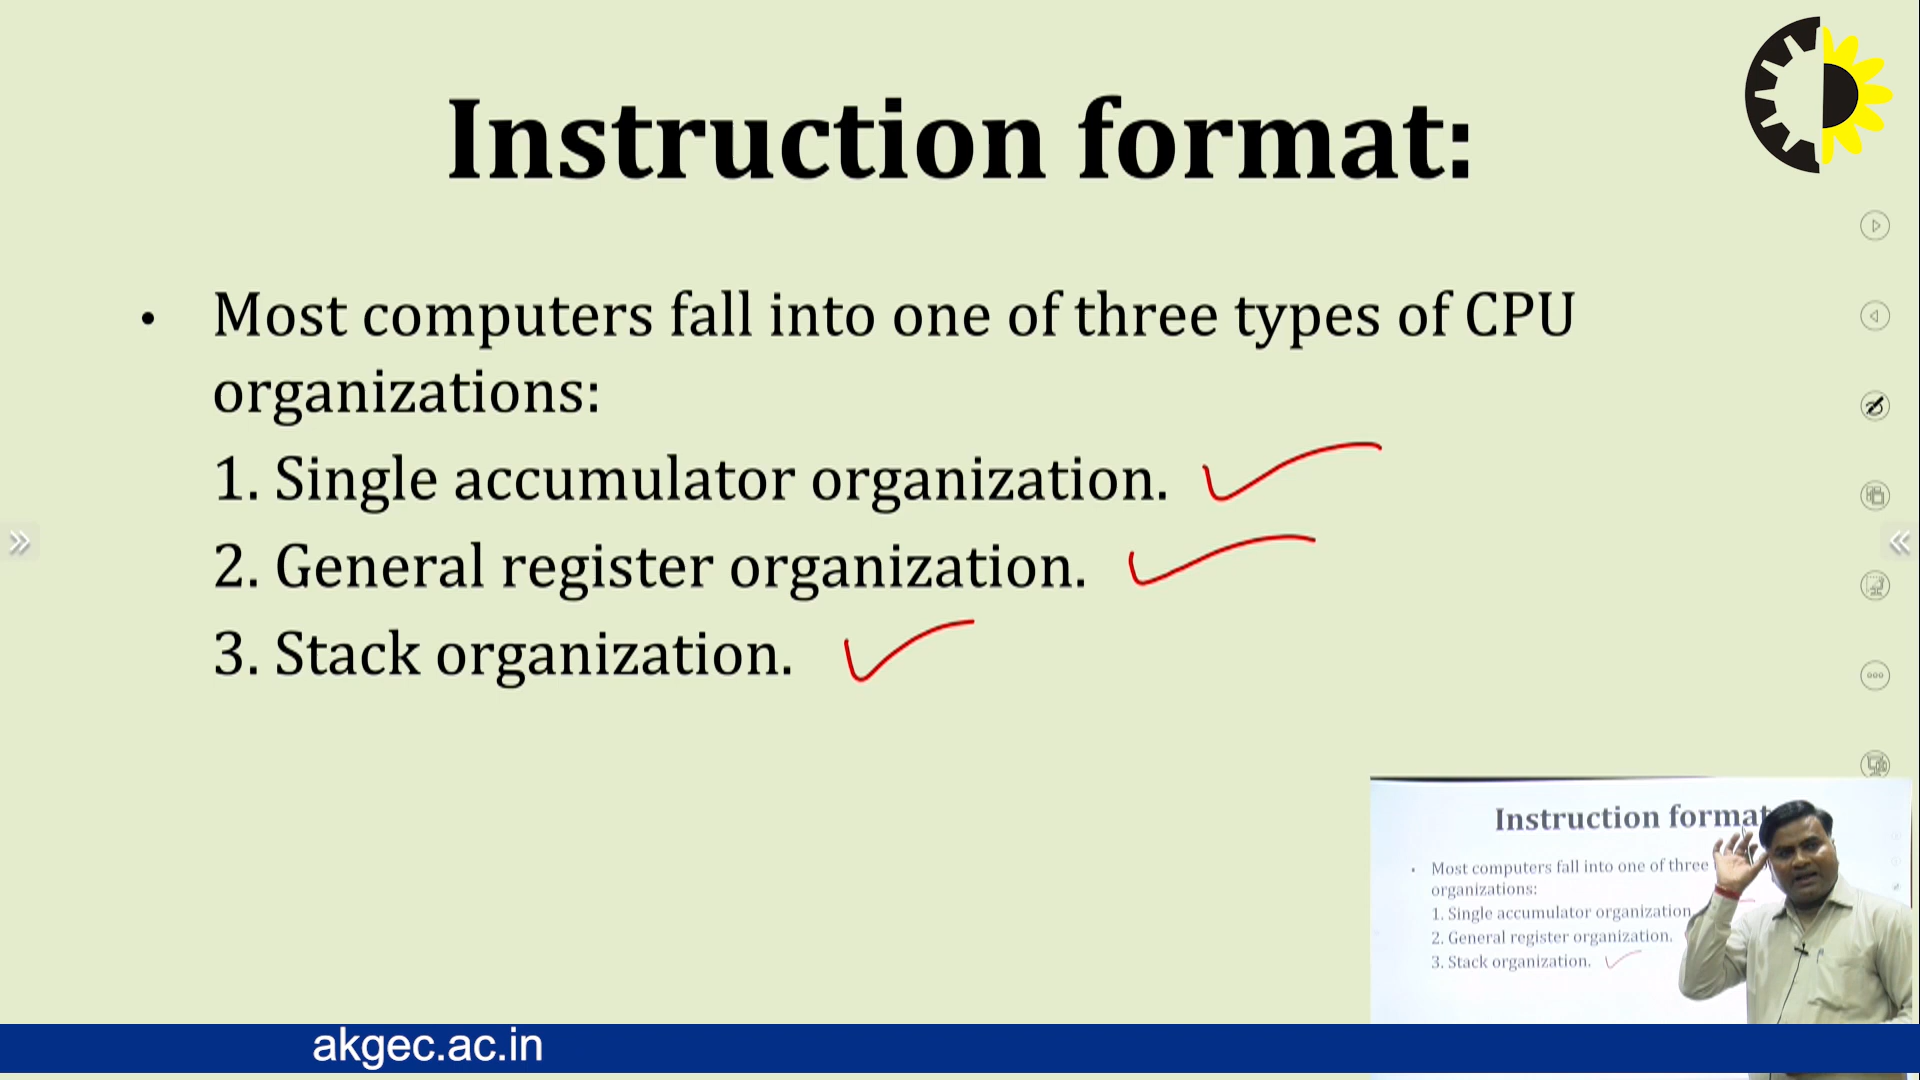 Instruction format:
• Most computers fall into one of three types of CPU
organizations:
1. Single accumulator organization.
2. General register organization.
3. Stack organization.
Instruction format
• Most computers fall into one of three
organizations:
1. Single accumulator organization
2. General register organization.
3. Stack organization.
akgec.ac.in